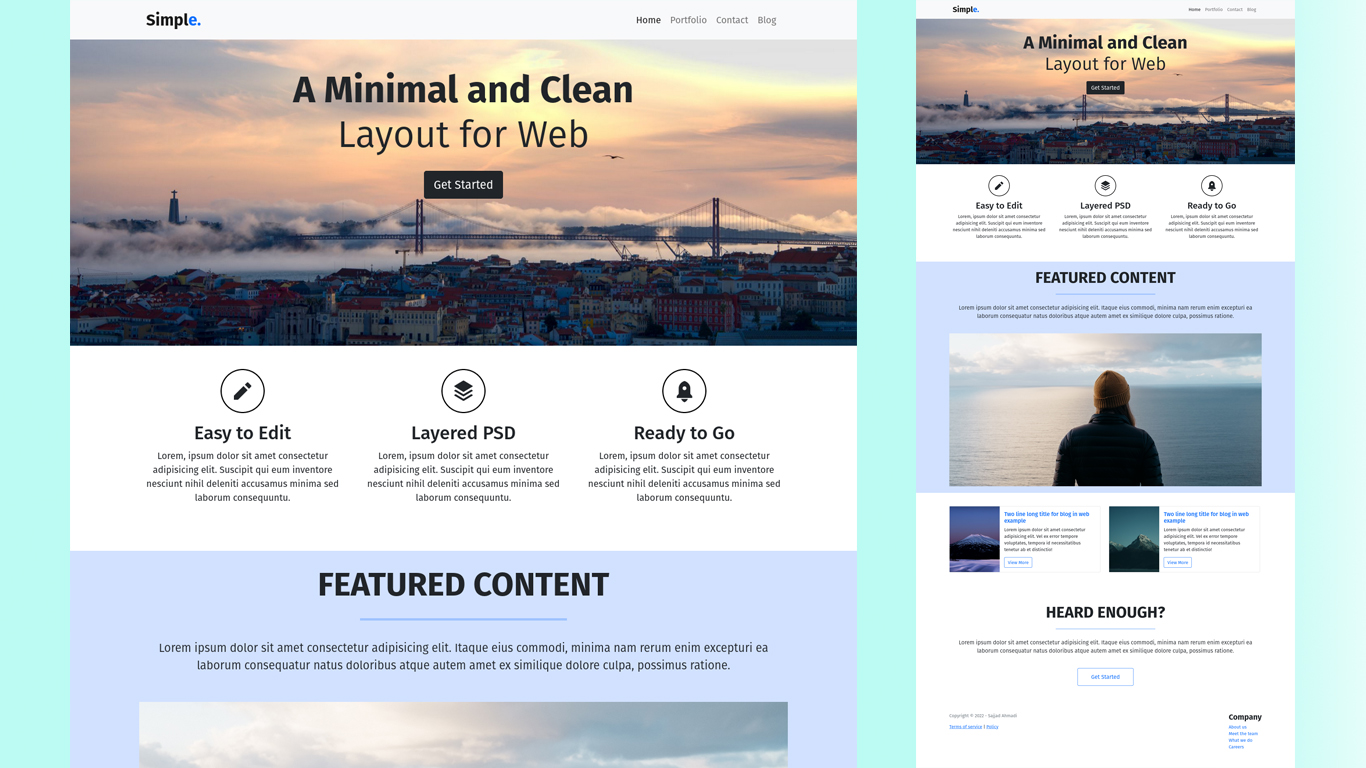 Simple.
Home Portfolio Contact Blog
A Minimal and Clean
Layout for Web
Get Started
Easy to Edit
Lorem, ipsum dolor sit amet consectetur
adipisicing elit. Suscipit qui eum inventore
nesciunt nihil deleniti accusamus minima sed
laborum consequuntu.
Layered PSD
Lorem, ipsum dolor sit amet consectetur
adipisicing elit. Suscipit qui eum inventore
nesciunt nihil deleniti accusamus minima sed
laborum consequuntu.
Ready to Go
Lorem, ipsum dolor sit amet consectetur
adipisicing elit. Suscipit qui eum inventore
nesciunt nihil deleniti accusamus minima sed
laborum consequuntu.
FEATURED CONTENT
Lorem ipsum dolor sit amet consectetur adipisicing elit. Itaque eius commodi, minima nam rerum enim excepturi ea
laborum consequatur natus doloribus atque autem amet ex similique dolore culpa, possimus ratione.
Simple.
Home Portfolio Contact Blog
A Minimal and Clean
Layout for Web
Get Started
Easy to Edit
Lorem, ipsum dolor sit amet consectetur
adipisicing elit. Suscipit qui eum inventore
nesciunt nihil deleniti accusamus minima sed
laborum consequuntu.
Layered PSD
Lorem, ipsum dolor sit amet consectetur
adipisicing elit. Suscipit qui eum inventore
nesciunt nihil deleniti accusamus minima sed
laborum consequuntu.
Ready to Go
Lorem, ipsum dolor sit amet consectetur
adipisicing elit. Suscipit qui eum inventore
nesciunt nihil deleniti accusamus minima sed
laborum consequuntu.
FEATURED CONTENT
Lorem ipsum dolor sit amet consectetur adipisicing elit. Itaque eius commodi, minima nam rerum enim excepturi ea
laborum consequatur natus doloribus atque autem amet ex similique dolore culpa, possimus ratione.
Two line long title for blog in web
example
Lorem ipsum dolor sit amet consectetur
adipisicing elit. Vel ex error tempore
voluptates, tempora id necessitatibus
tenetur ab et distinctio!
View More
Two line long title for blog in web
example
Lorem ipsum dolor sit amet consectetur
adipisicing elit. Vel ex error tempore
voluptates, tempora id necessitatibus
tenetur ab et distinctio!
View More
HEARD ENOUGH?
Lorem ipsum dolor sit amet consectetur adipisicing elit. Itaque eius commodi, minima nam rerum enim excepturi ea
laborum consequatur natus doloribus atque autem amet ex similique dolore culpa, possimus ratione.
Get Started
Copyright © 2022 - Sajjad Ahmadi
Terms of service | Policy
Company
About us
Meet the team
What we do
Careers